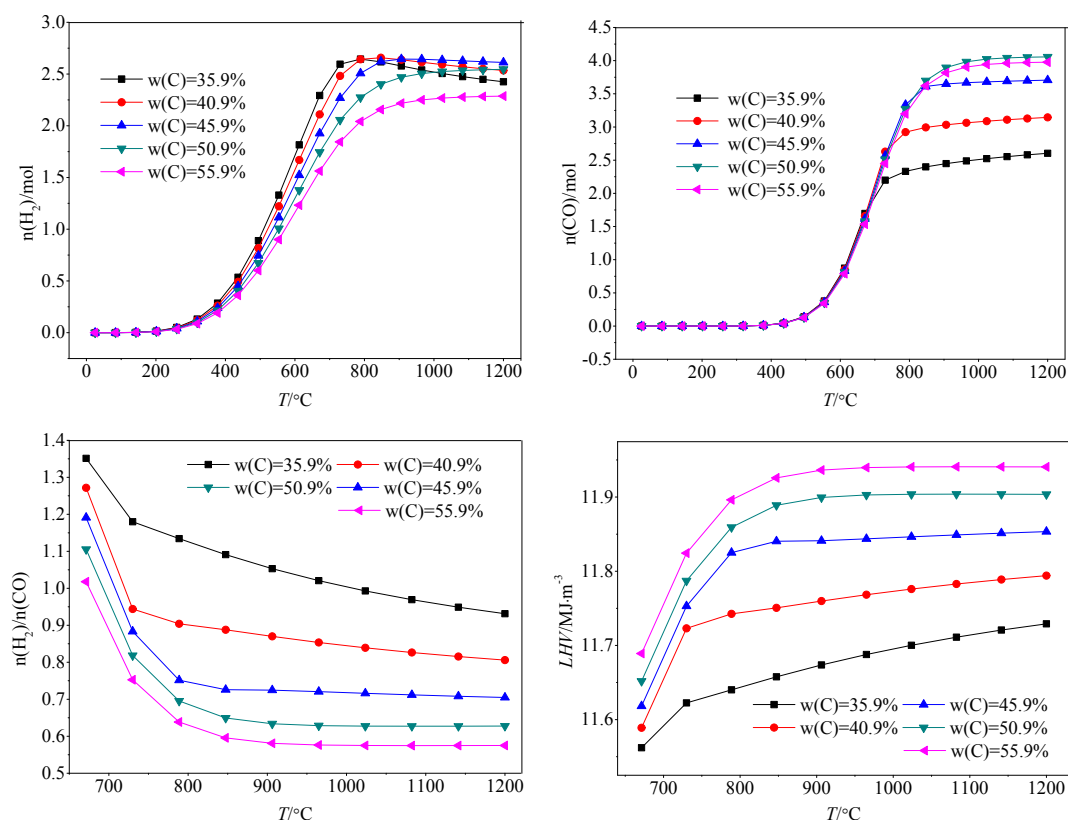 3.0
2.5
2.0
1.5
1.0
0.5
0.0
n(H₂)/mol
w(C)=35.9%
w(C)=40.9%
w(C)=45.9%
w(C)=50.9%
w(C)=55.9%
0 200 400 600 800 1000 1200
T/°C
4.5
4.0
3.5
3.0
2.5
2.0
1.5
1.0
0.5
0.0
-0.5
n(CO)/mol
w(C)=35.9%
w(C)=40.9%
w(C)=45.9%
w(C)=50.9%
w(C)=55.9%
0 200 400 600 800 1000 1200
T/°C
1.4
1.3
1.2
1.1
1.0
0.9
0.8
0.7
0.6
0.5
n(H₂)/n(CO)
w(C)=35.9% w(C)=40.9%
w(C)=50.9% w(C)=45.9%
w(C)=55.9%
700 800 900 1000 1100 1200
T/°C
11.9
11.8
11.7
11.6
LHV/MJ·m⁻³
w(C)=35.9% w(C)=45.9%
w(C)=40.9% w(C)=50.9%
w(C)=55.9%
700 800 900 1000 1100 1200
T/°C